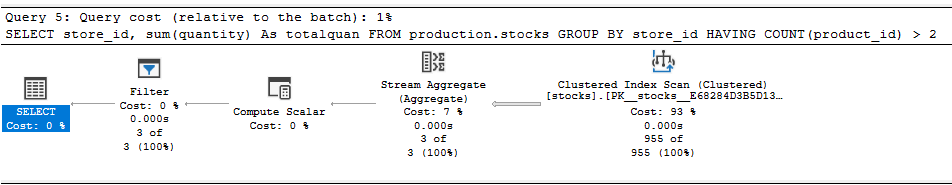 Query 5: Query cost (relative to the batch): 1%
SELECT store_id, sum(quantity) As totalquan FROM production.stocks GROUP BY store_id HAVING COUNT(product_id) > 2
SELECT
Cost: 0 %
Filter
Cost: 0 %
0.000s
3 of
3 (100%)
Compute Scalar
Cost: 0 %
Stream Aggregate
(Aggregate)
Cost: 7 %
0.000s
3 of
3 (100%)
Clustered Index Scan (Clustered)
[stocks].[PK__stocks__E68284D3B5D13…
Cost: 93 %
0.000s
955 of
955 (100%)